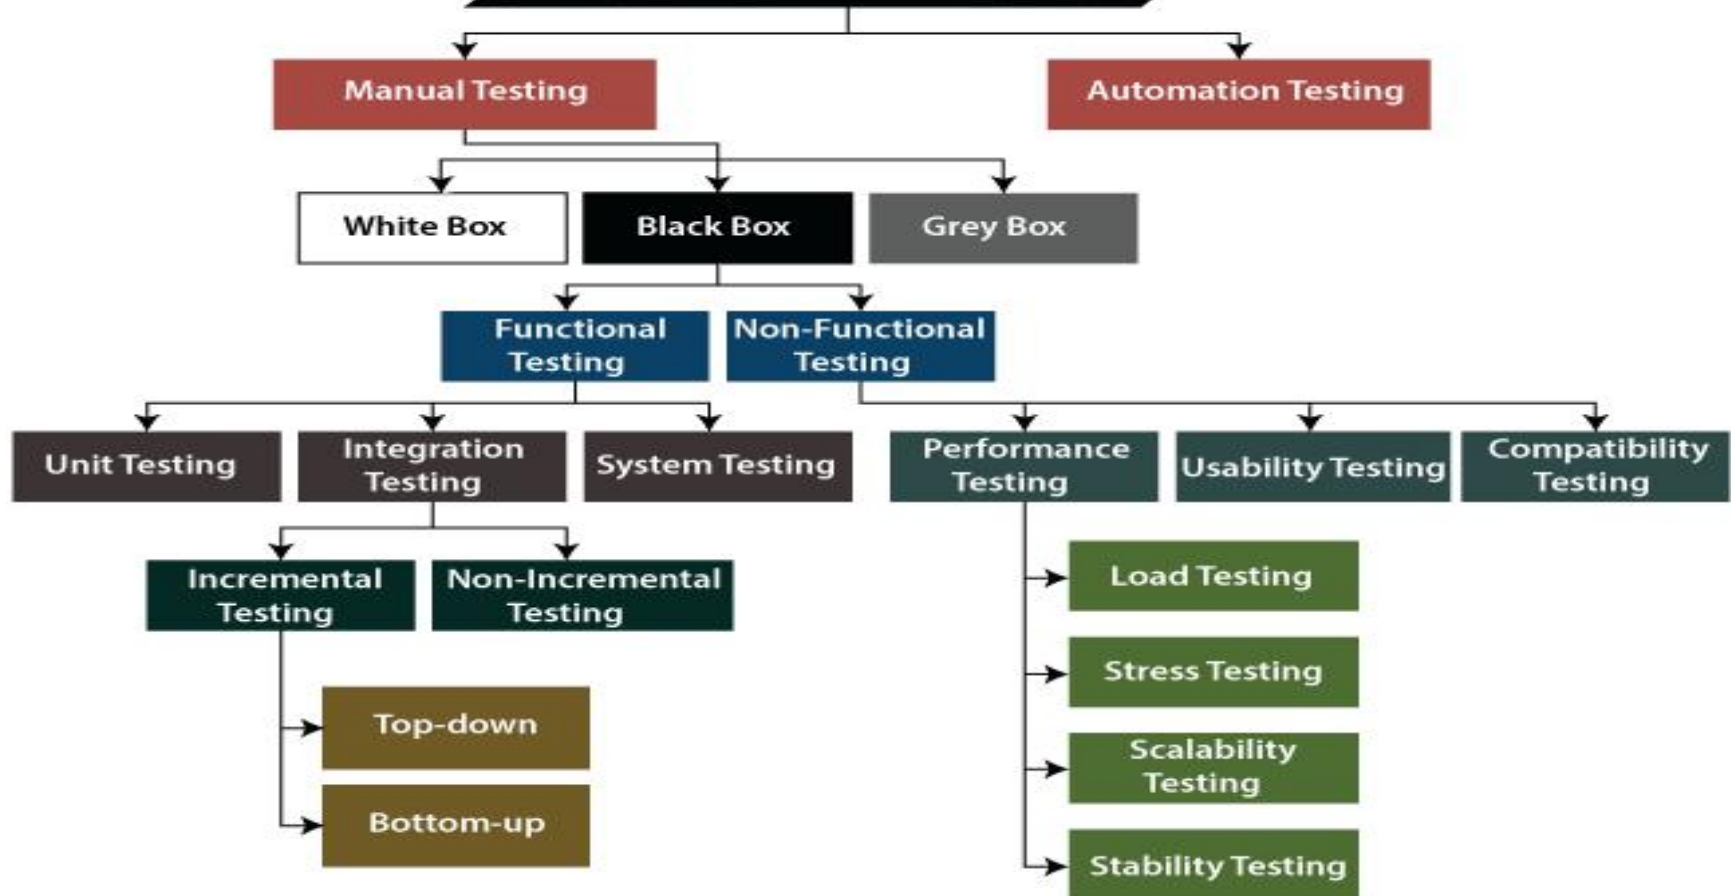 Manual Testing
Automation Testing
White Box
Black Box
Grey Box
Functional
Testing
Non-Functional
Testing
Unit Testing
Integration
Testing
System Testing
Performance
Testing
Usability Testing
Compatibility
Testing
Incremental
Testing
Non-Incremental
Testing
Load Testing
Stress Testing
Top-down
Scalability
Testing
Bottom-up
Stability Testing